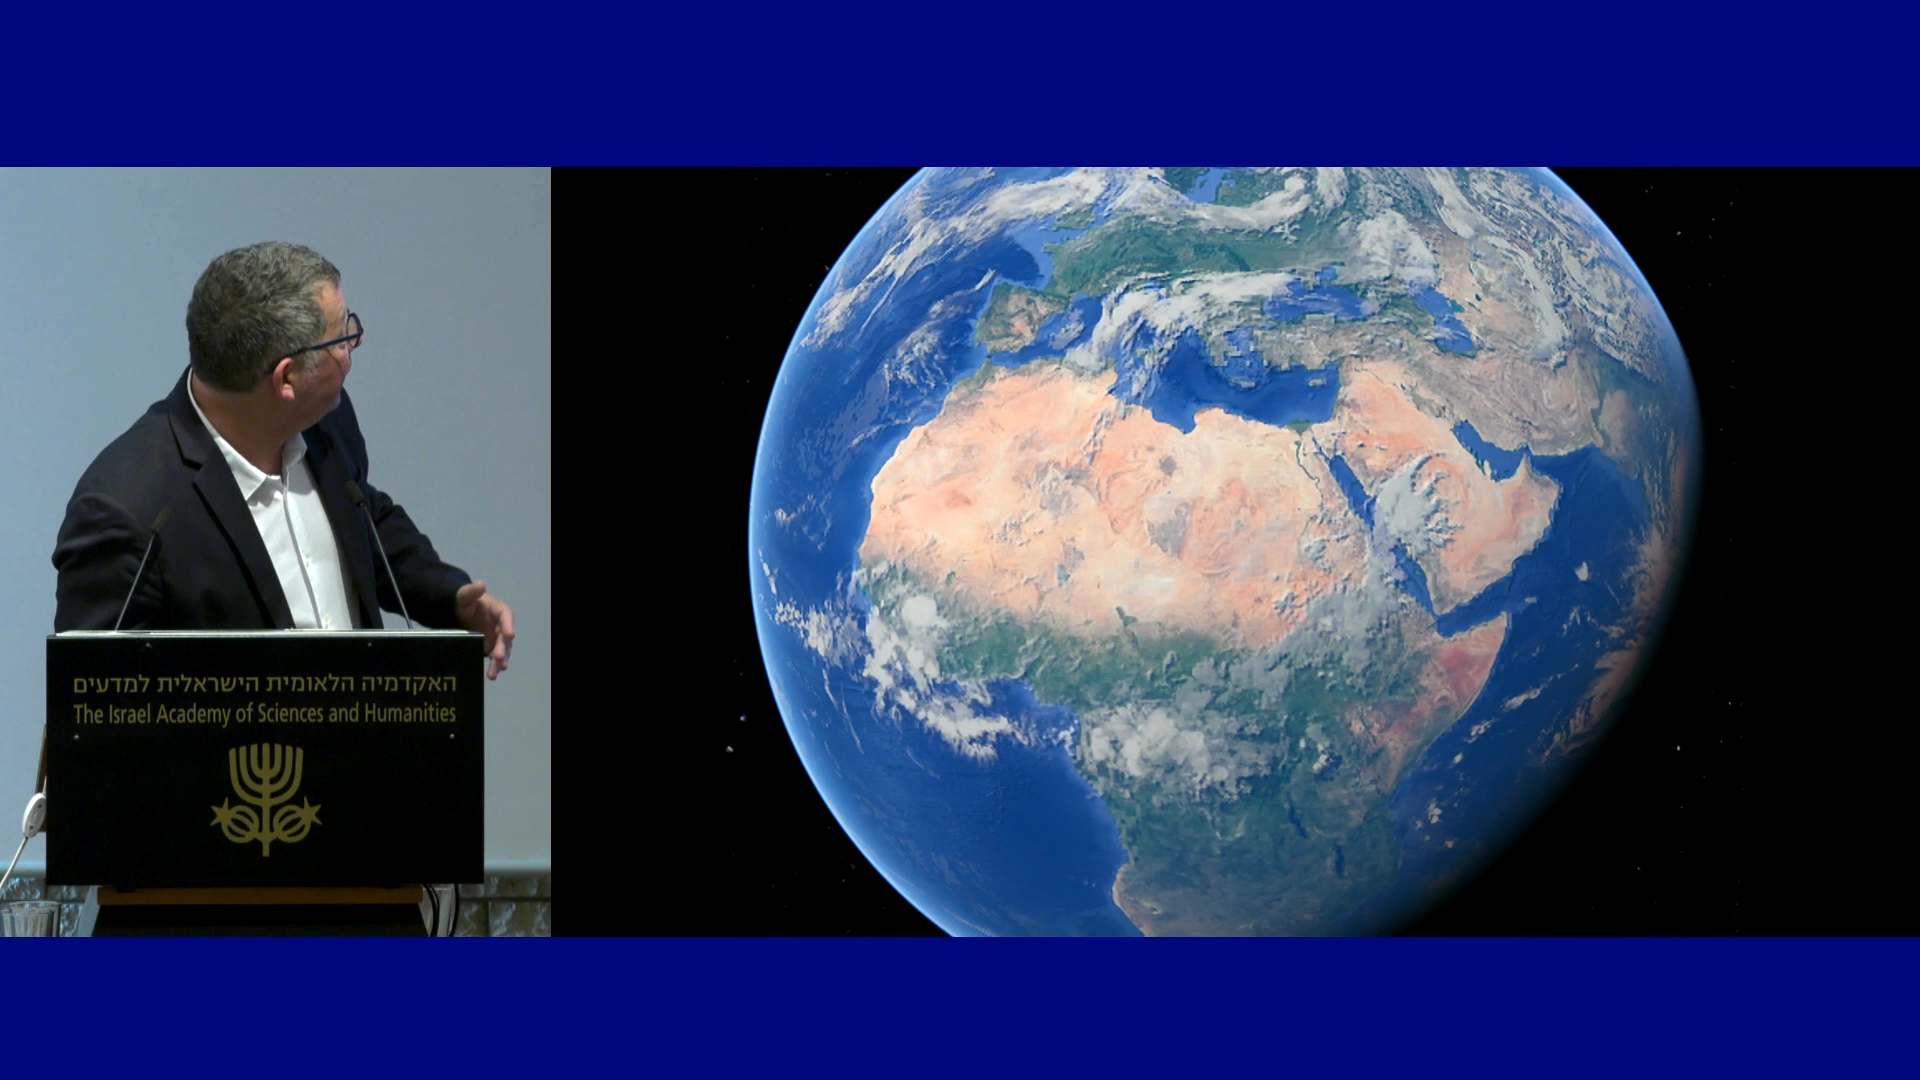 האקדמיה הלאומית הישראלית למדעים
The Israel Academy of Sciences and Humanities